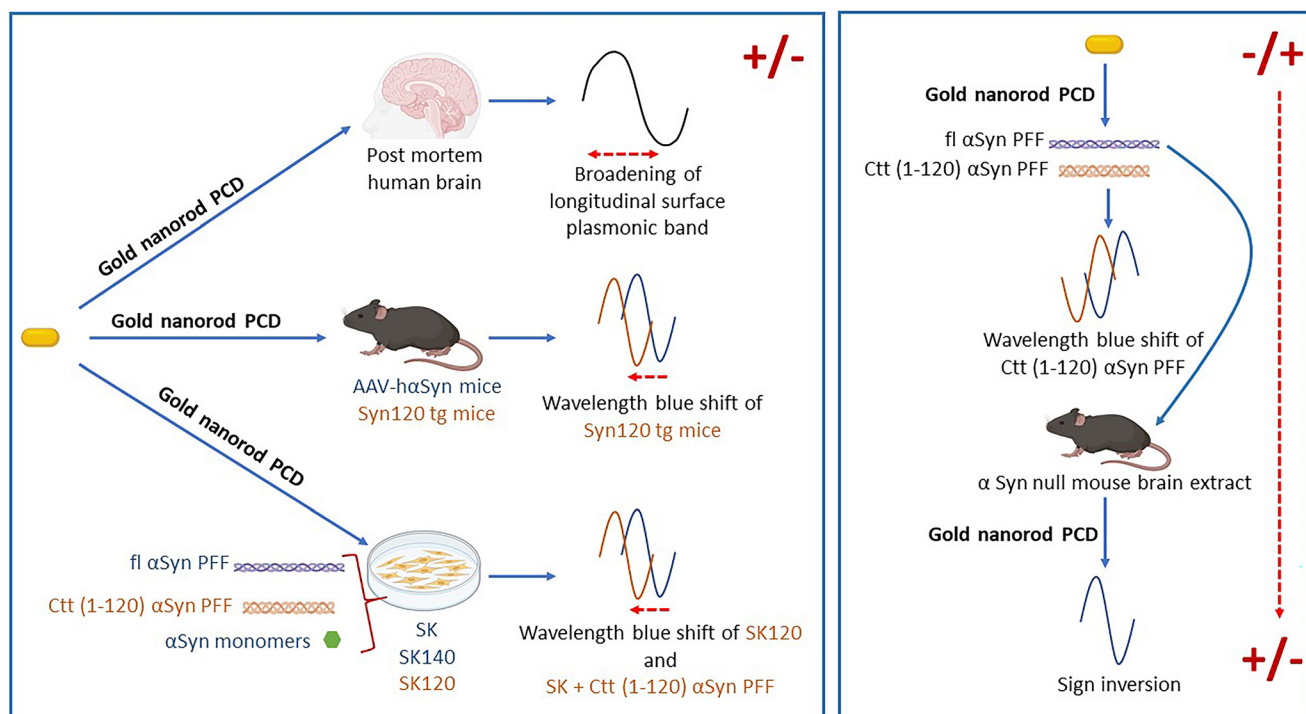 +/-
Post mortem
human brain
Broadening of
longitudinal surface
plasmonic band
Gold nanorod PCD
Gold nanorod PCD
AAV-hαSyn mice
Syn120 tg mice
Wavelength blue shift of
Syn120 tg mice
Gold nanorod PCD
fl αSyn PFF
Ctt (1-120) αSyn PFF
αSyn monomers
SK
SK140
SK120
Wavelength blue shift of SK120
and
SK + Ctt (1-120) αSyn PFF
-/+
Gold nanorod PCD
fl αSyn PFF
Ctt (1-120) αSyn PFF
Wavelength blue shift of
Ctt (1-120) αSyn PFF
α Syn null mouse brain extract
Gold nanorod PCD
Sign inversion
+/-